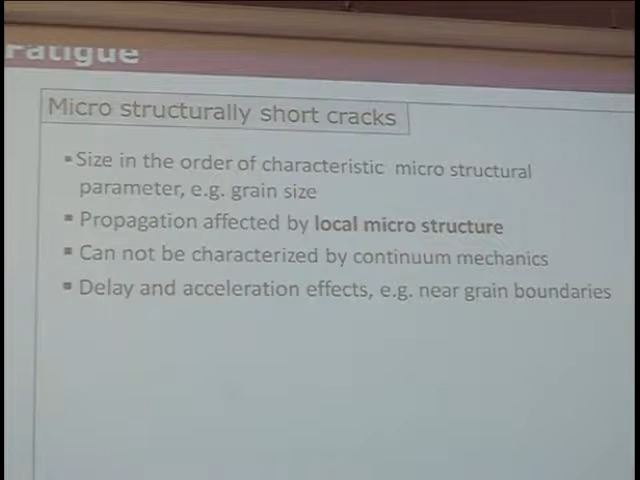 Fatigue
Micro structurally short cracks
▪Size in the order of characteristic micro structural
parameter, e.g. grain size
▪ Propagation affected by local micro structure
▪ Can not be characterized by continuum mechanics
▪ Delay and acceleration effects, e.g. near grain boundaries